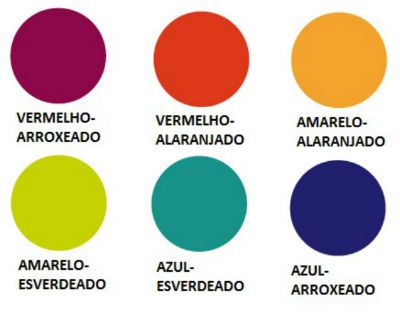 VERMELHO-
ARROXEADO
VERMELHO-
ALARANJADO
AMARELO-
ALARANJADO
AMARELO-
ESVERDEADO
AZUL-
ESVERDEADO
AZUL-
ARROXEADO